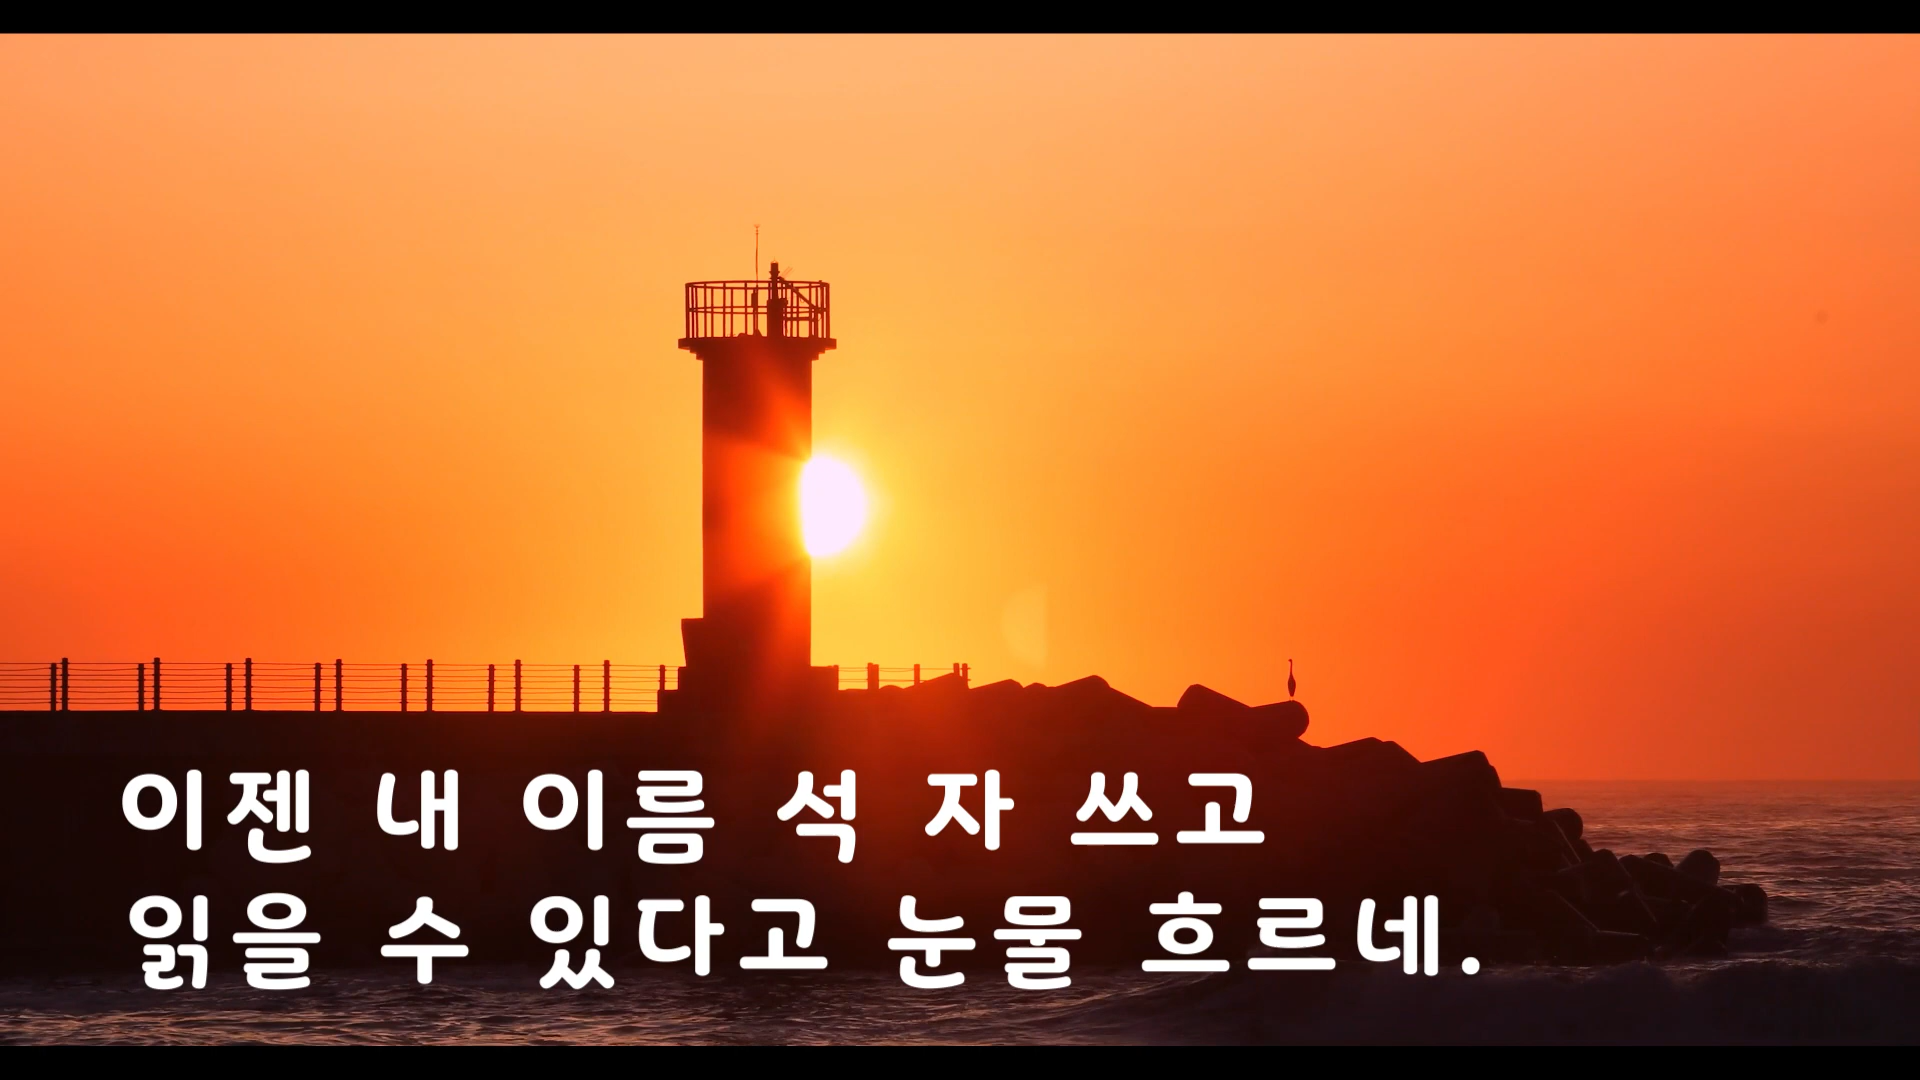 이젠 내 이름 석 자 쓰고
읽을 수 있다고 눈물 흐르네.